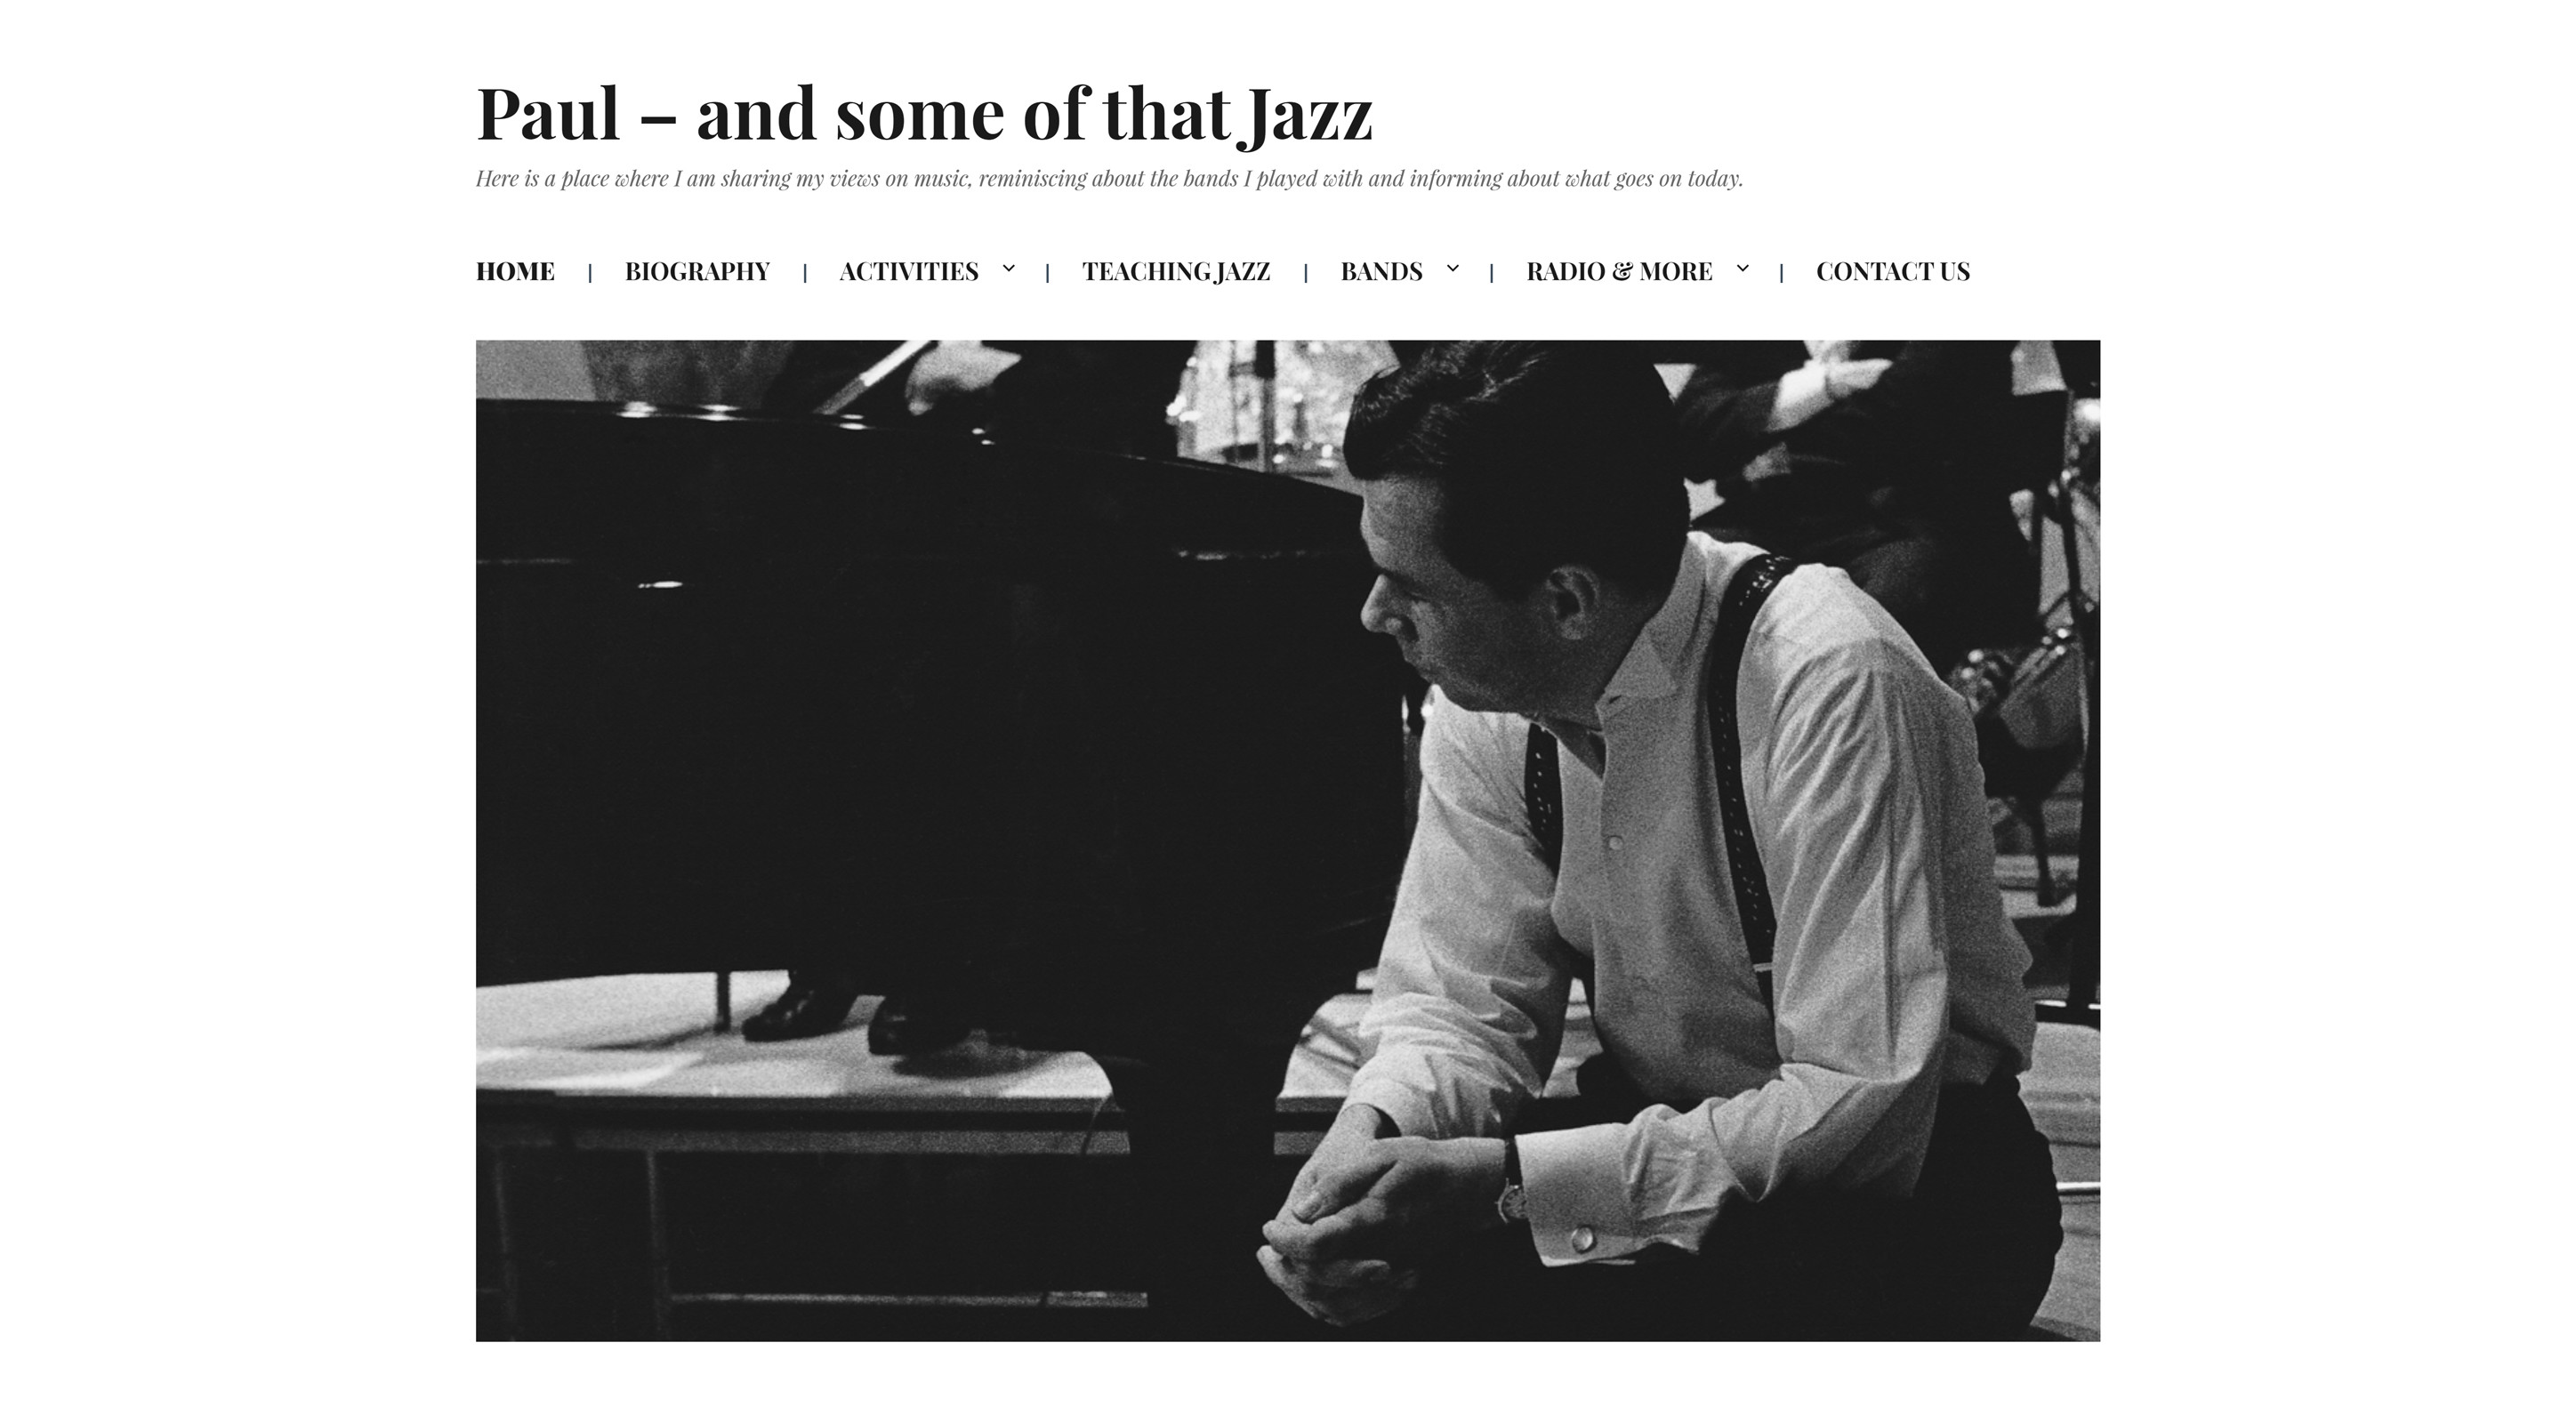 Paul – and some of that Jazz
Here is a place where I am sharing my views on music, reminiscing about the bands I played with and informing about what goes on today.
HOME | BIOGRAPHY | ACTIVITIES | TEACHING JAZZ | BANDS | RADIO & MORE | CONTACT US